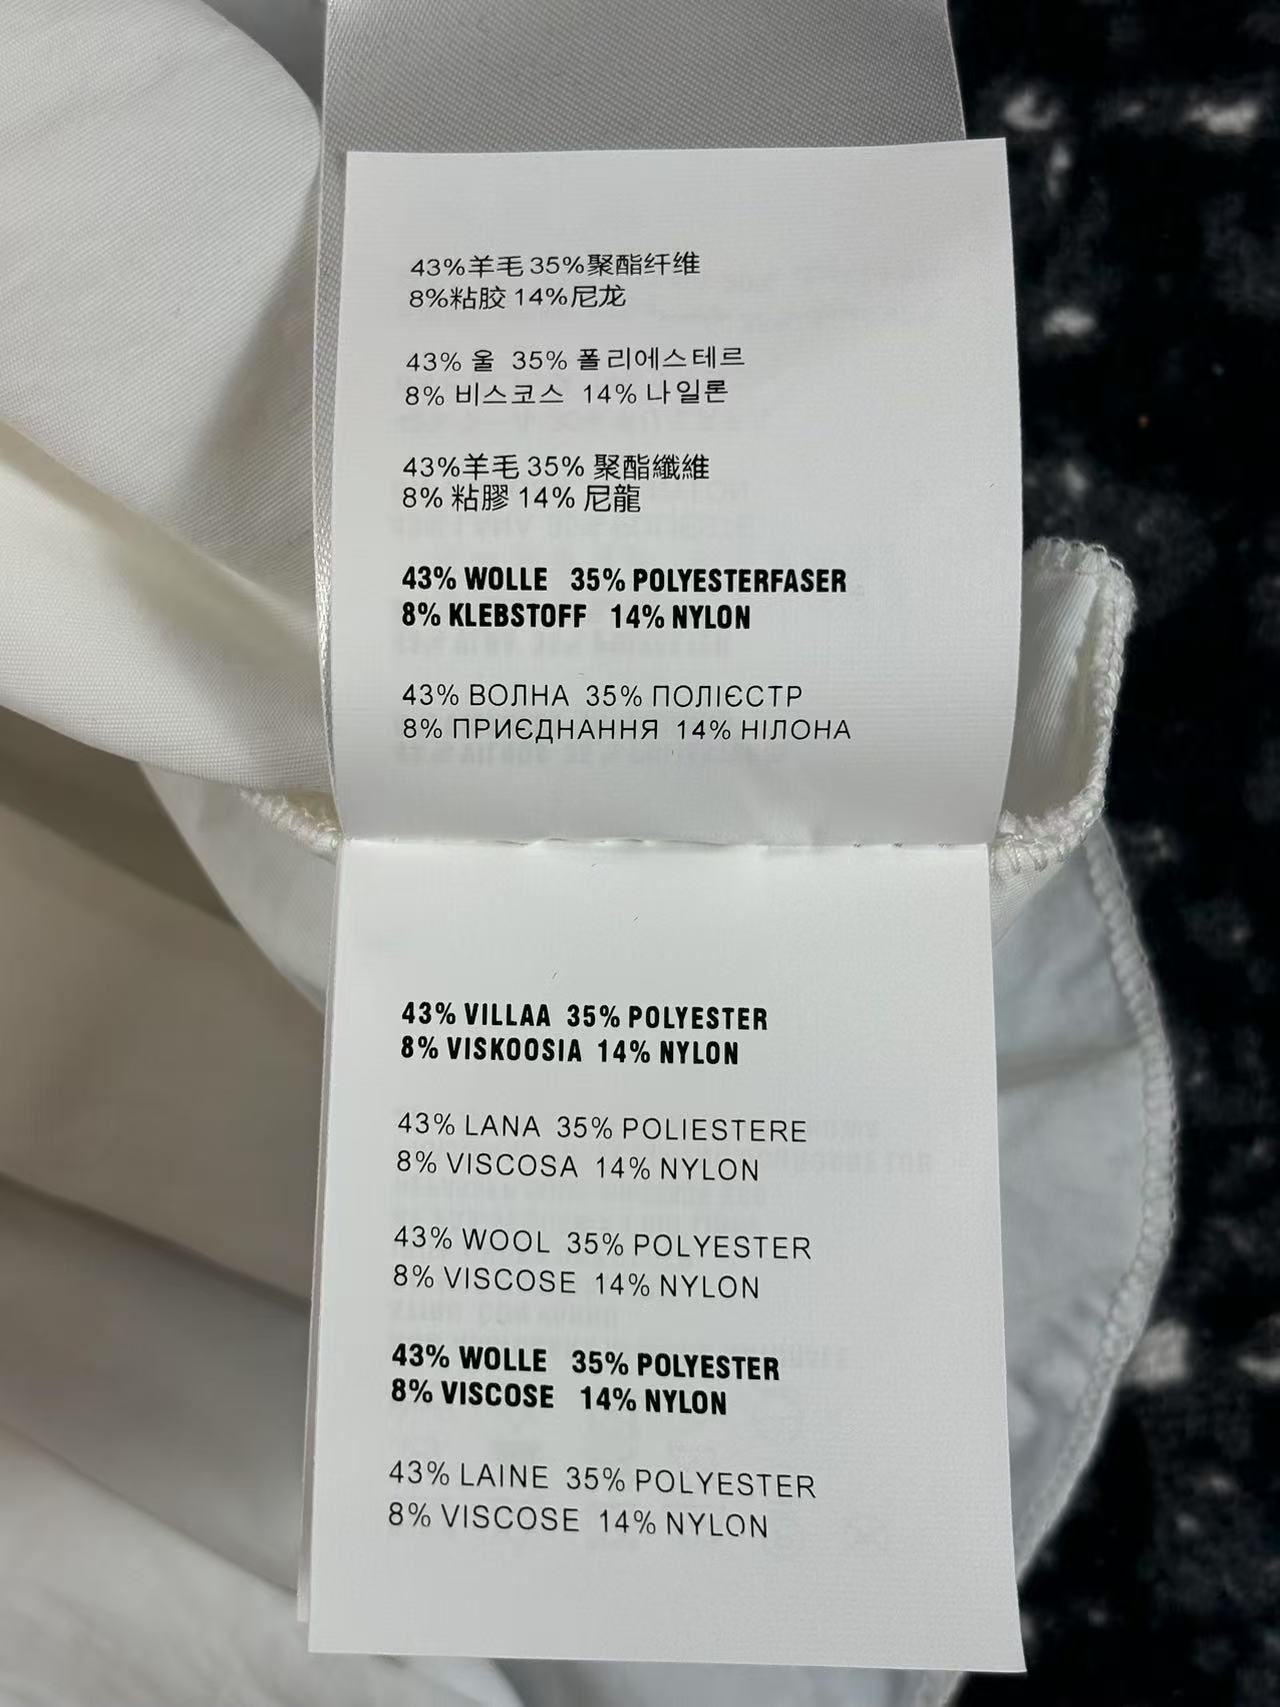 43%羊毛 35%聚酯纤维
8%粘胶 14%尼龙
43% 울 35% 폴리에스테르
8% 비스코스 14% 나일론
43%羊毛 35% 聚酯纖維
8% 粘膠 14% 尼龍
43% WOLLE 35% POLYESTERFASER
8% KLEBSTOFF 14% NYLON
43% ВОЛНА 35% ПОЛІЄСТР
8% ПРИЄДНАННЯ 14% НІЛОНА
43% VILLAA 35% POLYESTER
8% VISKOOSIA 14% NYLON
43% LANA 35% POLIESTERE
8% VISCOSA 14% NYLON
43% WOOL 35% POLYESTER
8% VISCOSE 14% NYLON
43% WOLLE 35% POLYESTER
8% VISCOSE 14% NYLON
43% LAINE 35% POLYESTER
8% VISCOSE 14% NYLON